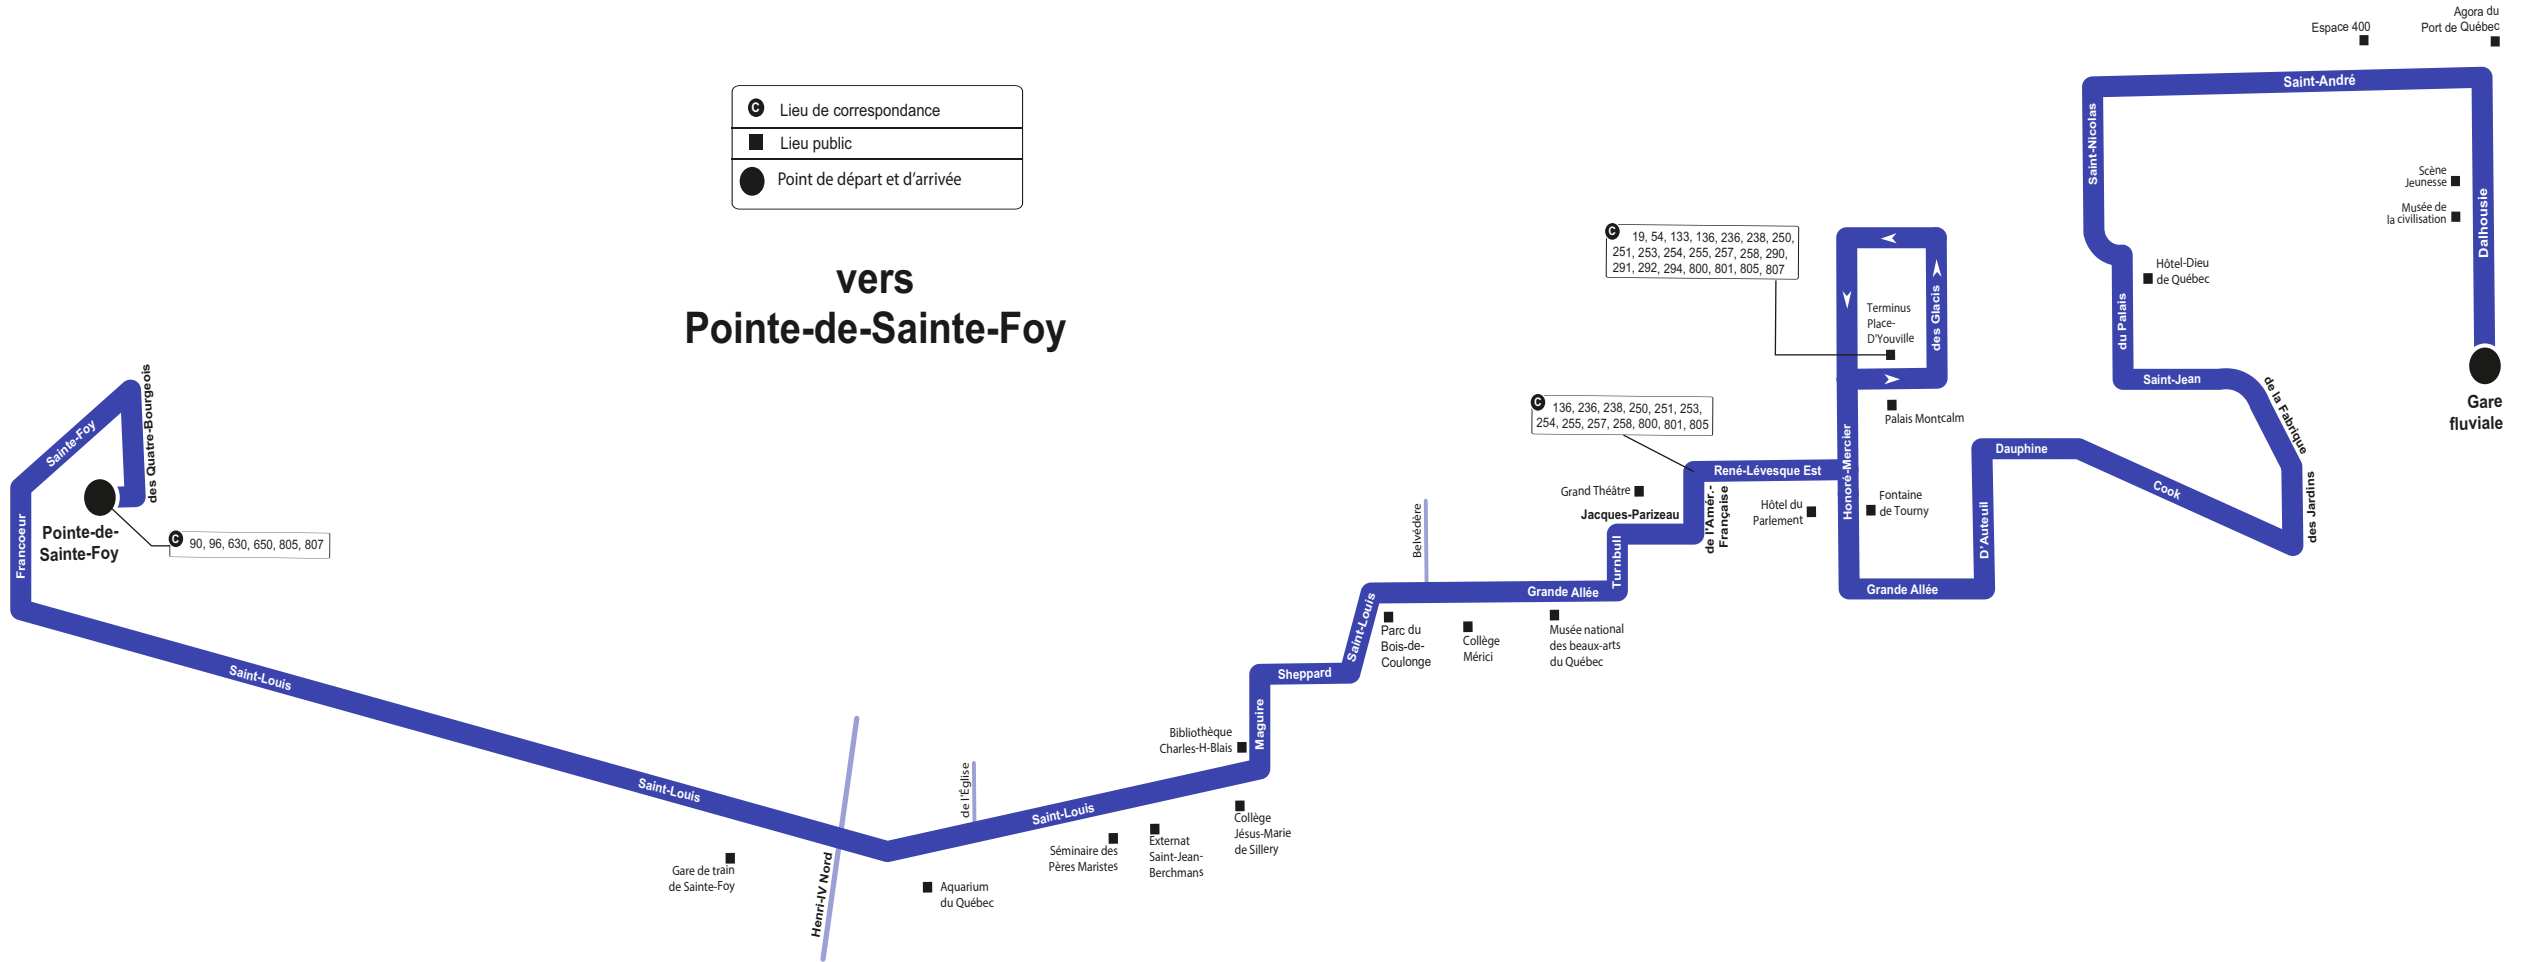 Agora du
Port de Québec
Espace 400
C Lieu de correspondance
Lieu public
Point de départ et d'arrivée
vers
Pointe-de-Sainte-Foy
Saint-André
Saint-Nicolas
Scène
Jeunesse
Musée de
la civilisation
Dalhousie
Hôtel-Dieu
de Québec
du Palais
Saint-Jean
de la Fabrique
des Jardins
Gare
fluviale
C 19, 54, 133, 136, 236, 238, 250,
251, 253, 254, 255, 257, 258, 290,
291, 292, 294, 800, 801, 805, 807
Terminus
Place-
D'Youville
des Glacis
Palais Montcalm
C 136, 236, 238, 250, 251, 253,
254, 255, 257, 258, 800, 801, 805
Honoré-Mercier
René-Lévesque Est
Dauphine
Cook
D'Auteuil
Grand Théâtre
Jacques-Parizeau
de l'Amér.-
Française
Hôtel du
Parlement
Fontaine
de Tourny
Grande Allée
Turnbull
Grande Allée
Belvédère
Saint-Louis
Parc du
Bois-de-
Coulonge
Collège
Mérici
Musée national
des beaux-arts
du Québec
Sheppard
Maguire
Bibliothèque
Charles-H-Blais
Sainte-Foy
des Quatre-Bourgeois
Francoeur
Pointe-de-
Sainte-Foy
C 90, 96, 630, 650, 805, 807
Saint-Louis
Saint-Louis
Saint-Louis
de l'Église
Henri-IV Nord
Gare de train
de Sainte-Foy
Aquarium
du Québec
Séminaire des
Pères Maristes
Externat
Saint-Jean-
Berchmans
Collège
Jésus-Marie
de Sillery